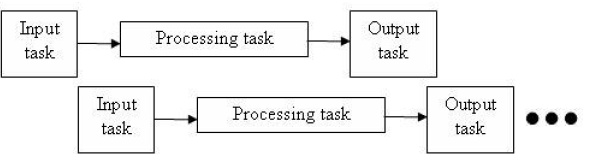 Input
task
Processing task
Output
task
Input
task
Processing task
Output
task